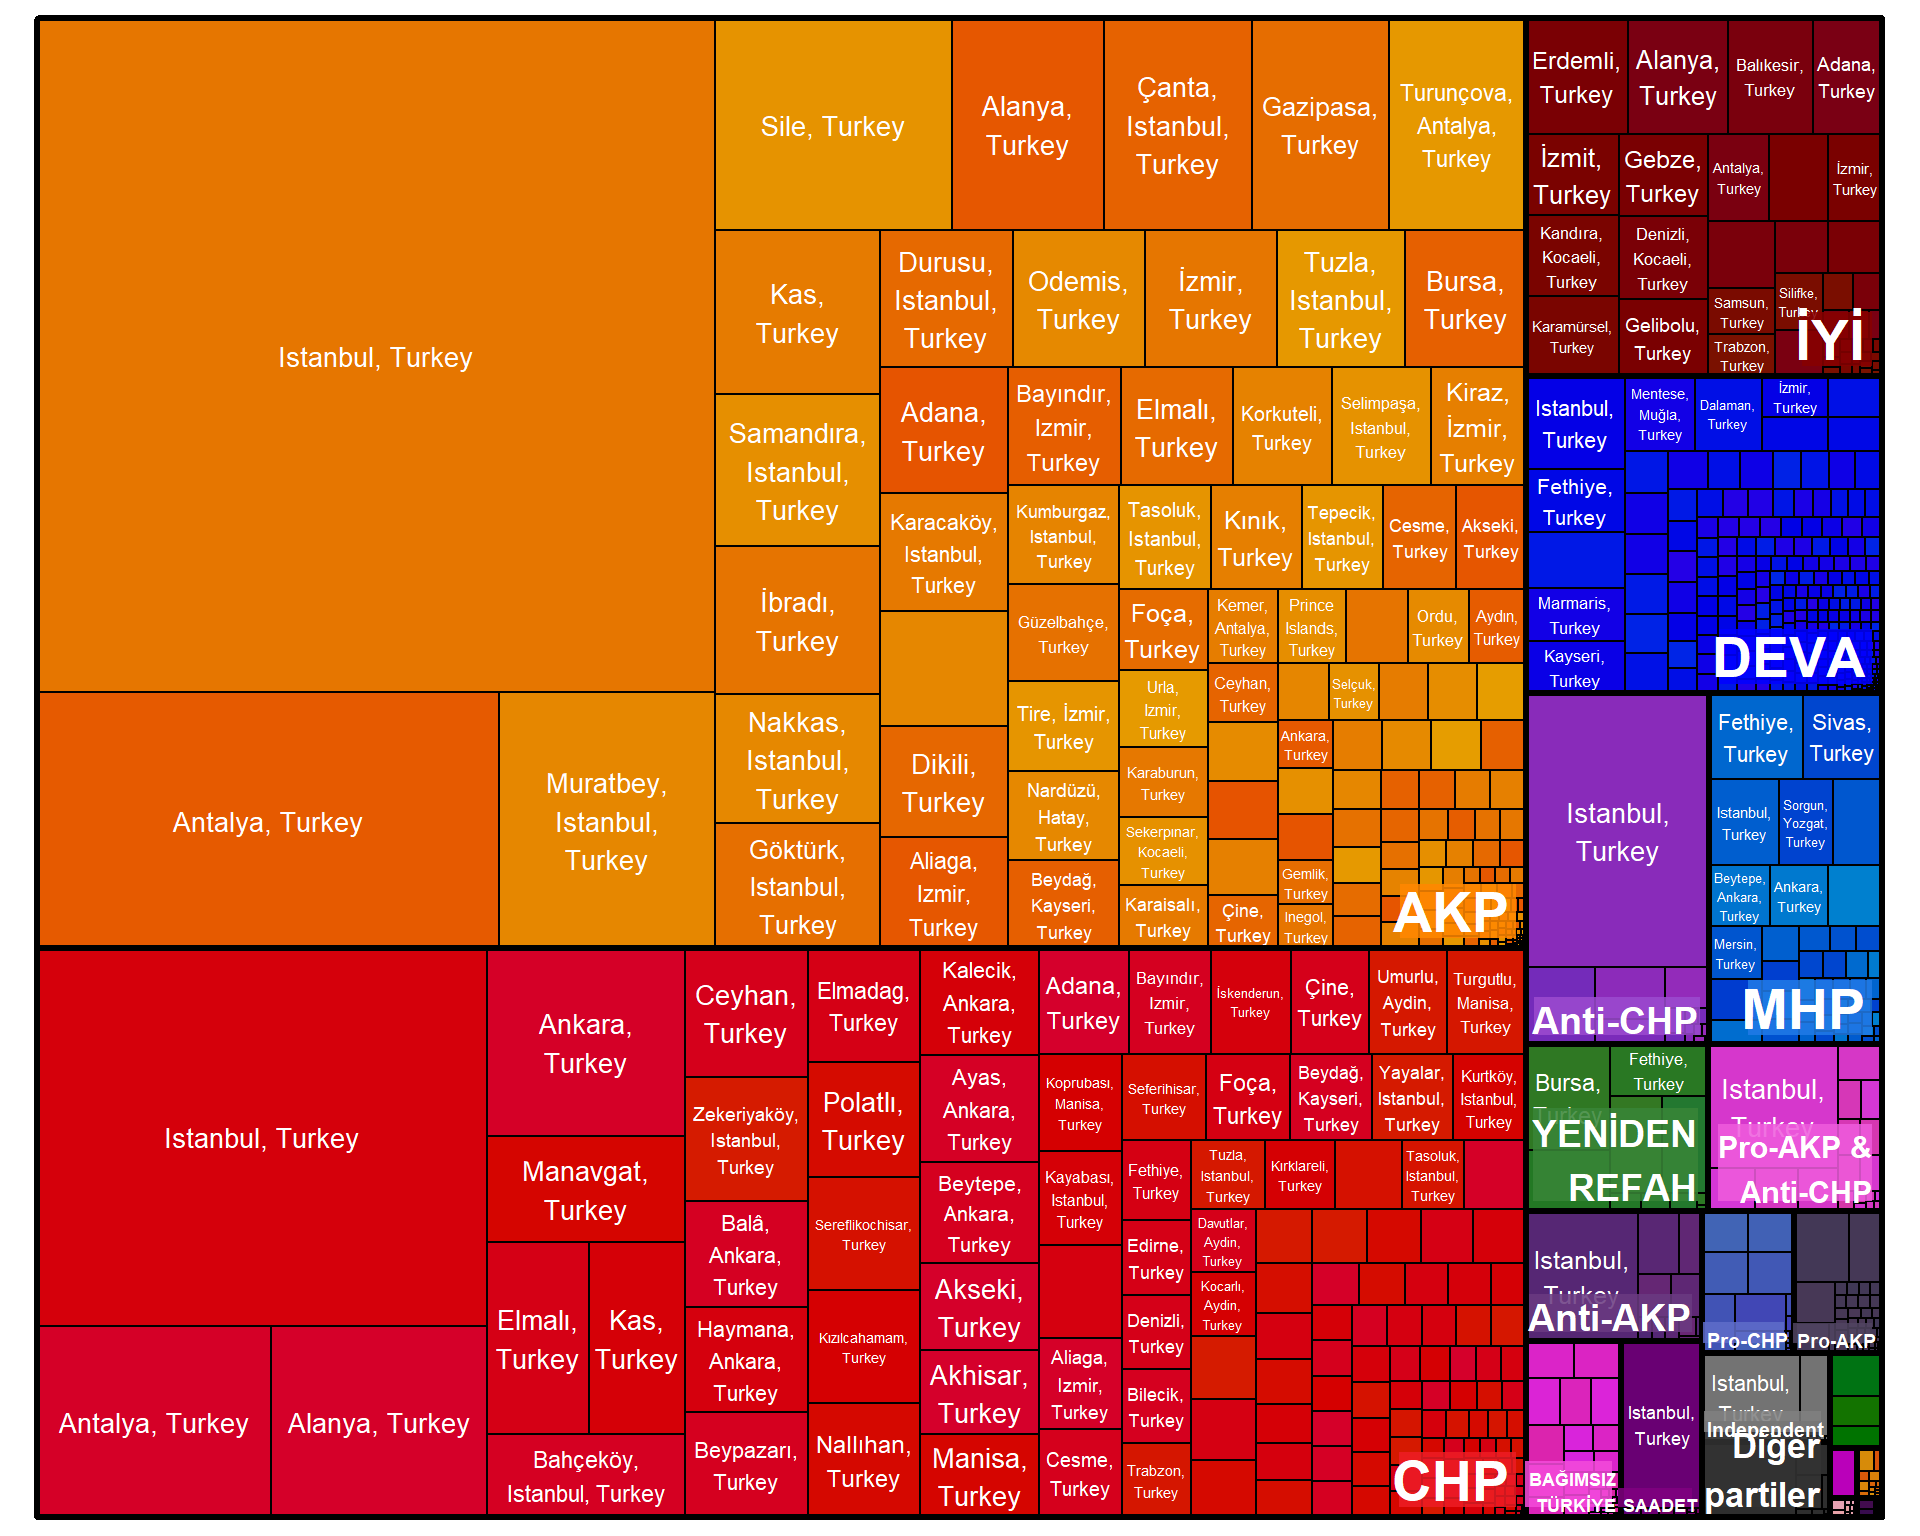 Istanbul, Turkey
Antalya, Turkey
Muratbey,
Istanbul,
Turkey
Sile, Turkey
Alanya,
Turkey
Çanta,
Istanbul,
Turkey
Gazipasa,
Turkey
Turunçova,
Antalya,
Turkey
Kas,
Turkey
Samandıra,
Istanbul,
Turkey
İbradı,
Turkey
Nakkas,
Istanbul,
Turkey
Göktürk,
Istanbul,
Turkey
Durusu,
Istanbul,
Turkey
Odemis,
Turkey
İzmir,
Turkey
Tuzla,
Istanbul,
Turkey
Bursa,
Turkey
Adana,
Turkey
Karacaköy,
Istanbul,
Turkey
Dikili,
Turkey
Aliaga,
Izmir,
Turkey
Bayındır,
Izmir,
Turkey
Elmalı,
Turkey
Korkuteli,
Turkey
Selimpaşa,
Istanbul,
Turkey
Kiraz,
İzmir,
Turkey
Kumburgaz,
Istanbul,
Turkey
Güzelbahçe,
Turkey
Tire, İzmir,
Turkey
Nardüzü,
Hatay,
Turkey
Beydağ,
Kayseri,
Turkey
Tasoluk,
Istanbul,
Turkey
Kınık,
Turkey
Tepecik,
Istanbul,
Turkey
Cesme,
Turkey
Akseki,
Turkey
Foça,
Turkey
Urla,
Izmir,
Turkey
Karaburun,
Turkey
Sekerpınar,
Kocaeli,
Turkey
Karaisalı,
Turkey
Kemer,
Antalya,
Turkey
Prince
Islands,
Turkey
Ordu,
Turkey
Aydın,
Turkey
Ceyhan,
Turkey
Selçuk,
Turkey
Ankara,
Turkey
Gemlik,
Turkey
Çine,
Turkey
Inegol,
Turkey
AKP
Istanbul, Turkey
Antalya, Turkey
Alanya, Turkey
Ankara,
Turkey
Manavgat,
Turkey
Elmalı,
Turkey
Kas,
Turkey
Bahçeköy,
Istanbul, Turkey
Ceyhan,
Turkey
Zekeriyaköy,
Istanbul,
Turkey
Balâ,
Ankara,
Turkey
Haymana,
Ankara,
Turkey
Beypazarı,
Turkey
Elmadag,
Turkey
Polatlı,
Turkey
Sereflikochisar,
Turkey
Kızılcahamam,
Turkey
Nallıhan,
Turkey
Kalecik,
Ankara,
Turkey
Ayas,
Ankara,
Turkey
Beytepe,
Ankara,
Turkey
Akseki,
Turkey
Akhisar,
Turkey
Manisa,
Turkey
Adana,
Turkey
Bayındır,
Izmir,
Turkey
İskenderun,
Turkey
Çine,
Turkey
Umurlu,
Aydin,
Turkey
Turgutlu,
Manisa,
Turkey
Koprubası,
Manisa,
Turkey
Kayabası,
Istanbul,
Turkey
Aliaga,
Izmir,
Turkey
Cesme,
Turkey
Seferihisar,
Turkey
Foça,
Turkey
Beydağ,
Kayseri,
Turkey
Yayalar,
Istanbul,
Turkey
Kurtköy,
Istanbul,
Turkey
Fethiye,
Turkey
Edirne,
Turkey
Denizli,
Turkey
Bilecik,
Turkey
Trabzon,
Turkey
Tuzla,
Istanbul,
Turkey
Kırklareli,
Turkey
Tasoluk,
Istanbul,
Turkey
Davutlar,
Aydin,
Turkey
Kocarlı,
Aydin,
Turkey
CHP
Erdemli,
Turkey
Alanya,
Turkey
Balıkesir,
Turkey
Adana,
Turkey
İzmit,
Turkey
Gebze,
Turkey
Antalya,
Turkey
İzmir,
Turkey
Kandıra,
Kocaeli,
Turkey
Denizli,
Kocaeli,
Turkey
Karamürsel,
Turkey
Gelibolu,
Turkey
Samsun,
Turkey
Trabzon,
Turkey
Silifke,
Turkey
İYİ
Istanbul,
Turkey
Mentese,
Muğla,
Turkey
Dalaman,
Turkey
İzmir,
Turkey
Fethiye,
Turkey
Marmaris,
Turkey
Kayseri,
Turkey
DEVA
Istanbul,
Turkey
Anti-CHP
Fethiye,
Turkey
Sivas,
Turkey
Istanbul,
Turkey
Sorgun,
Yozgat,
Turkey
Beytepe,
Ankara,
Turkey
Ankara,
Turkey
Mersin,
Turkey
MHP
Bursa,
Turkey
Fethiye,
Turkey
YENİDEN
REFAH
Istanbul,
Turkey
Pro-AKP &
Anti-CHP
Istanbul,
Turkey
Anti-AKP
Pro-CHP
Pro-AKP
BAĞIMSIZ
TÜRKİYE
Istanbul,
Turkey
SAADET
Istanbul,
Turkey
Independent
Diğer
partiler